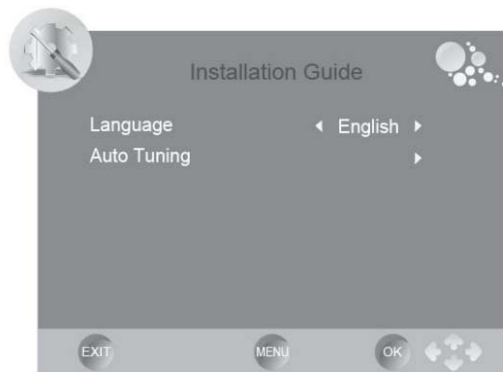 Installation Guide
Language English
Auto Tuning
EXIT MENU OK